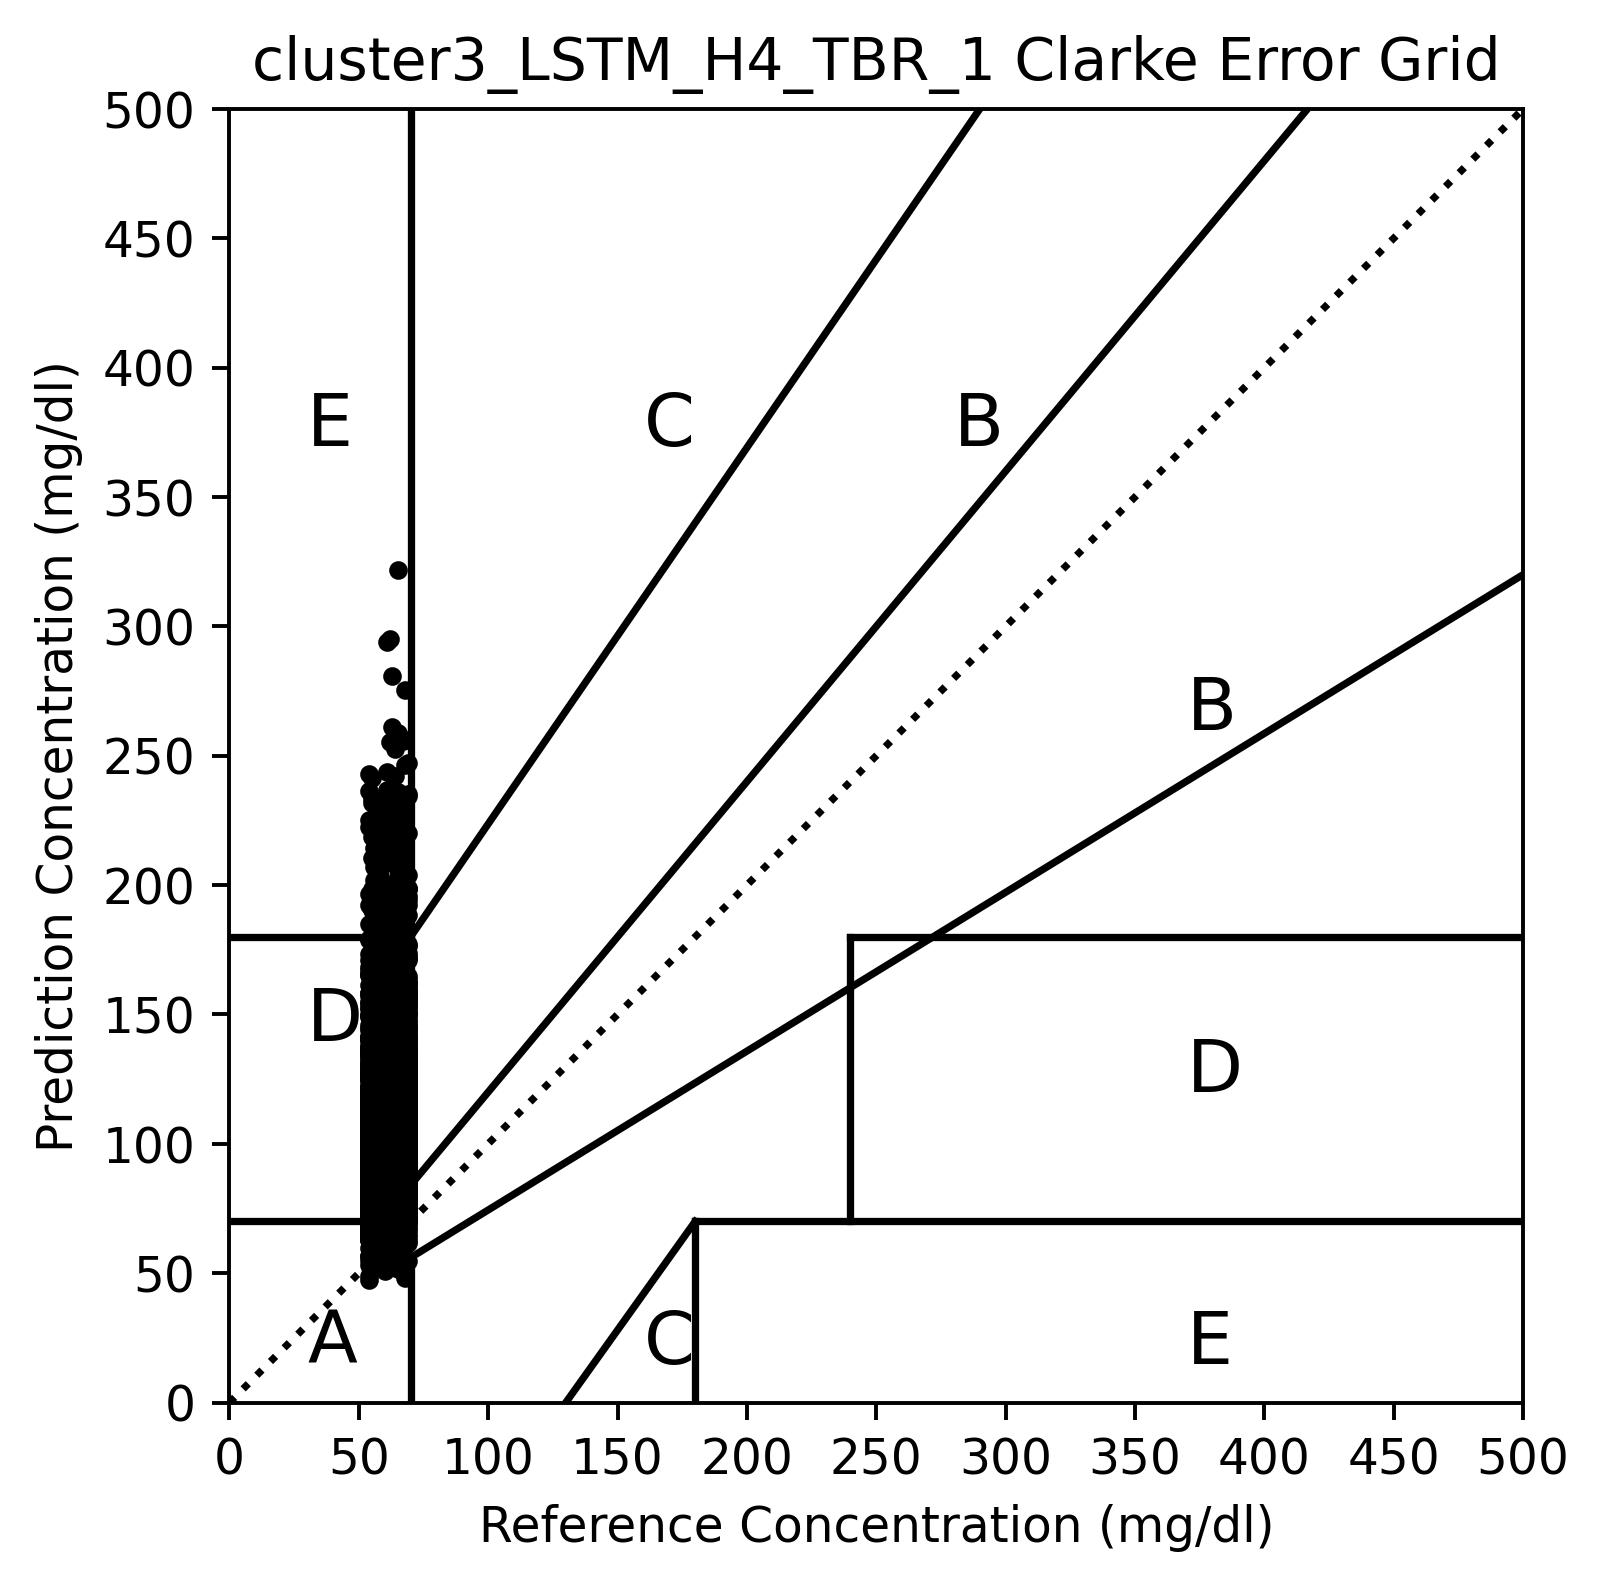 cluster3_LSTM_H4_TBR_1 Clarke Error Grid
500
450
400
350
300
250
200
150
100
50
0
Prediction Concentration (mg/dl)
E
C
B
B
D
D
A
C
E
0 50 100 150 200 250 300 350 400 450 500
Reference Concentration (mg/dl)